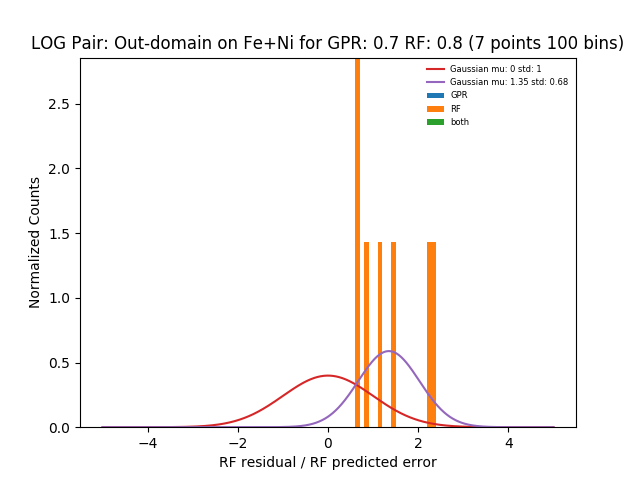 LOG Pair: Out-domain on Fe+Ni for GPR: 0.7 RF: 0.8 (7 points 100 bins)
Gaussian mu: 0 std: 1
Gaussian mu: 1.35 std: 0.68
GPR
RF
both
Normalized Counts
2.5
2.0
1.5
1.0
0.5
0.0
−4
−2
0
2
4
RF residual / RF predicted error